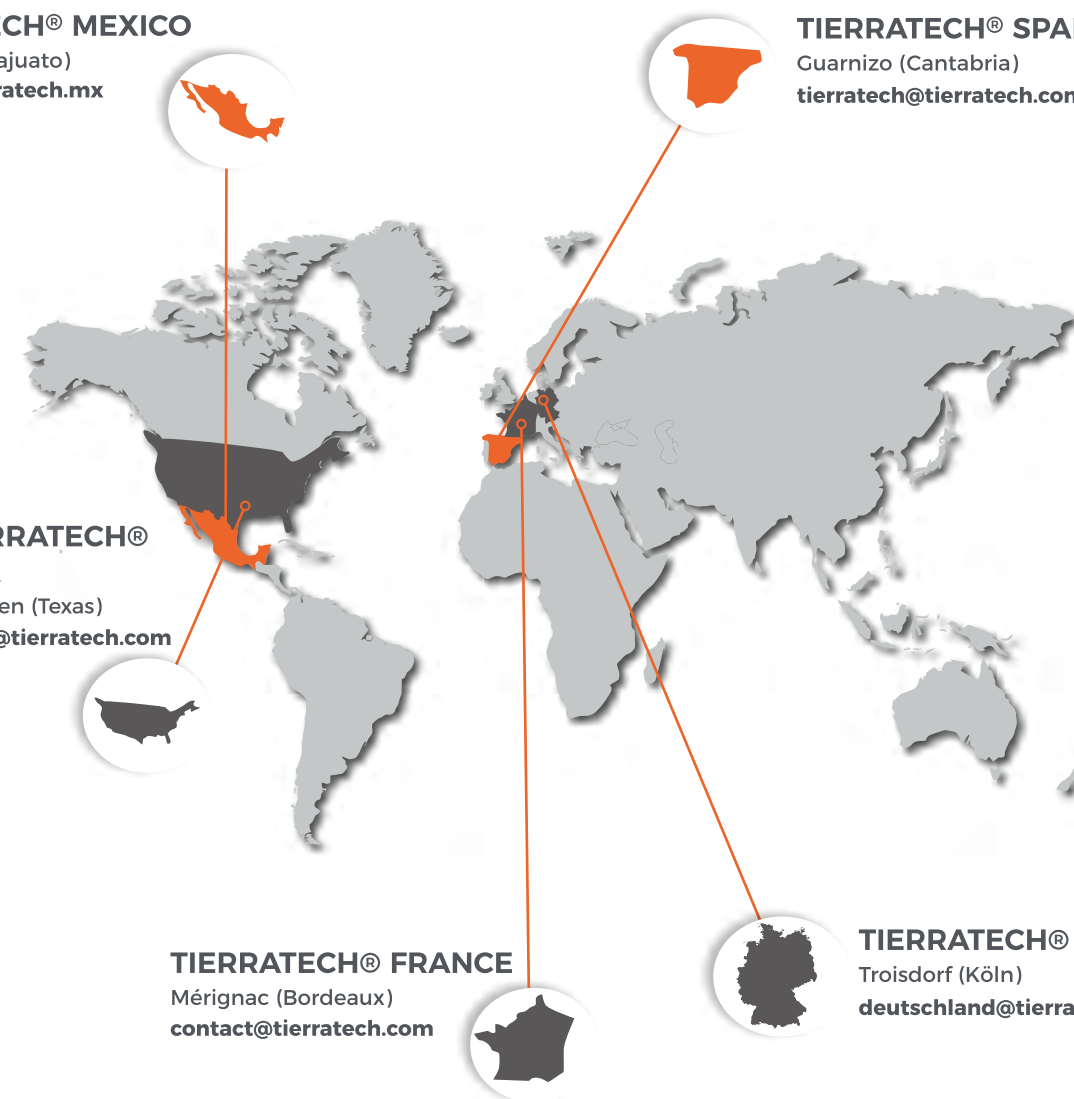 ECH® MEXICO
ajuato)
ratech.mx
TIERRATECH® SPA
Guarnizo (Cantabria)
tierratech@tierratech.com
RRATECH®
en (Texas)
@tierratech.com
TIERRATECH® FRANCE
Mérignac (Bordeaux)
contact@tierratech.com
TIERRATECH®
Troisdorf (Köln)
deutschland@tierra